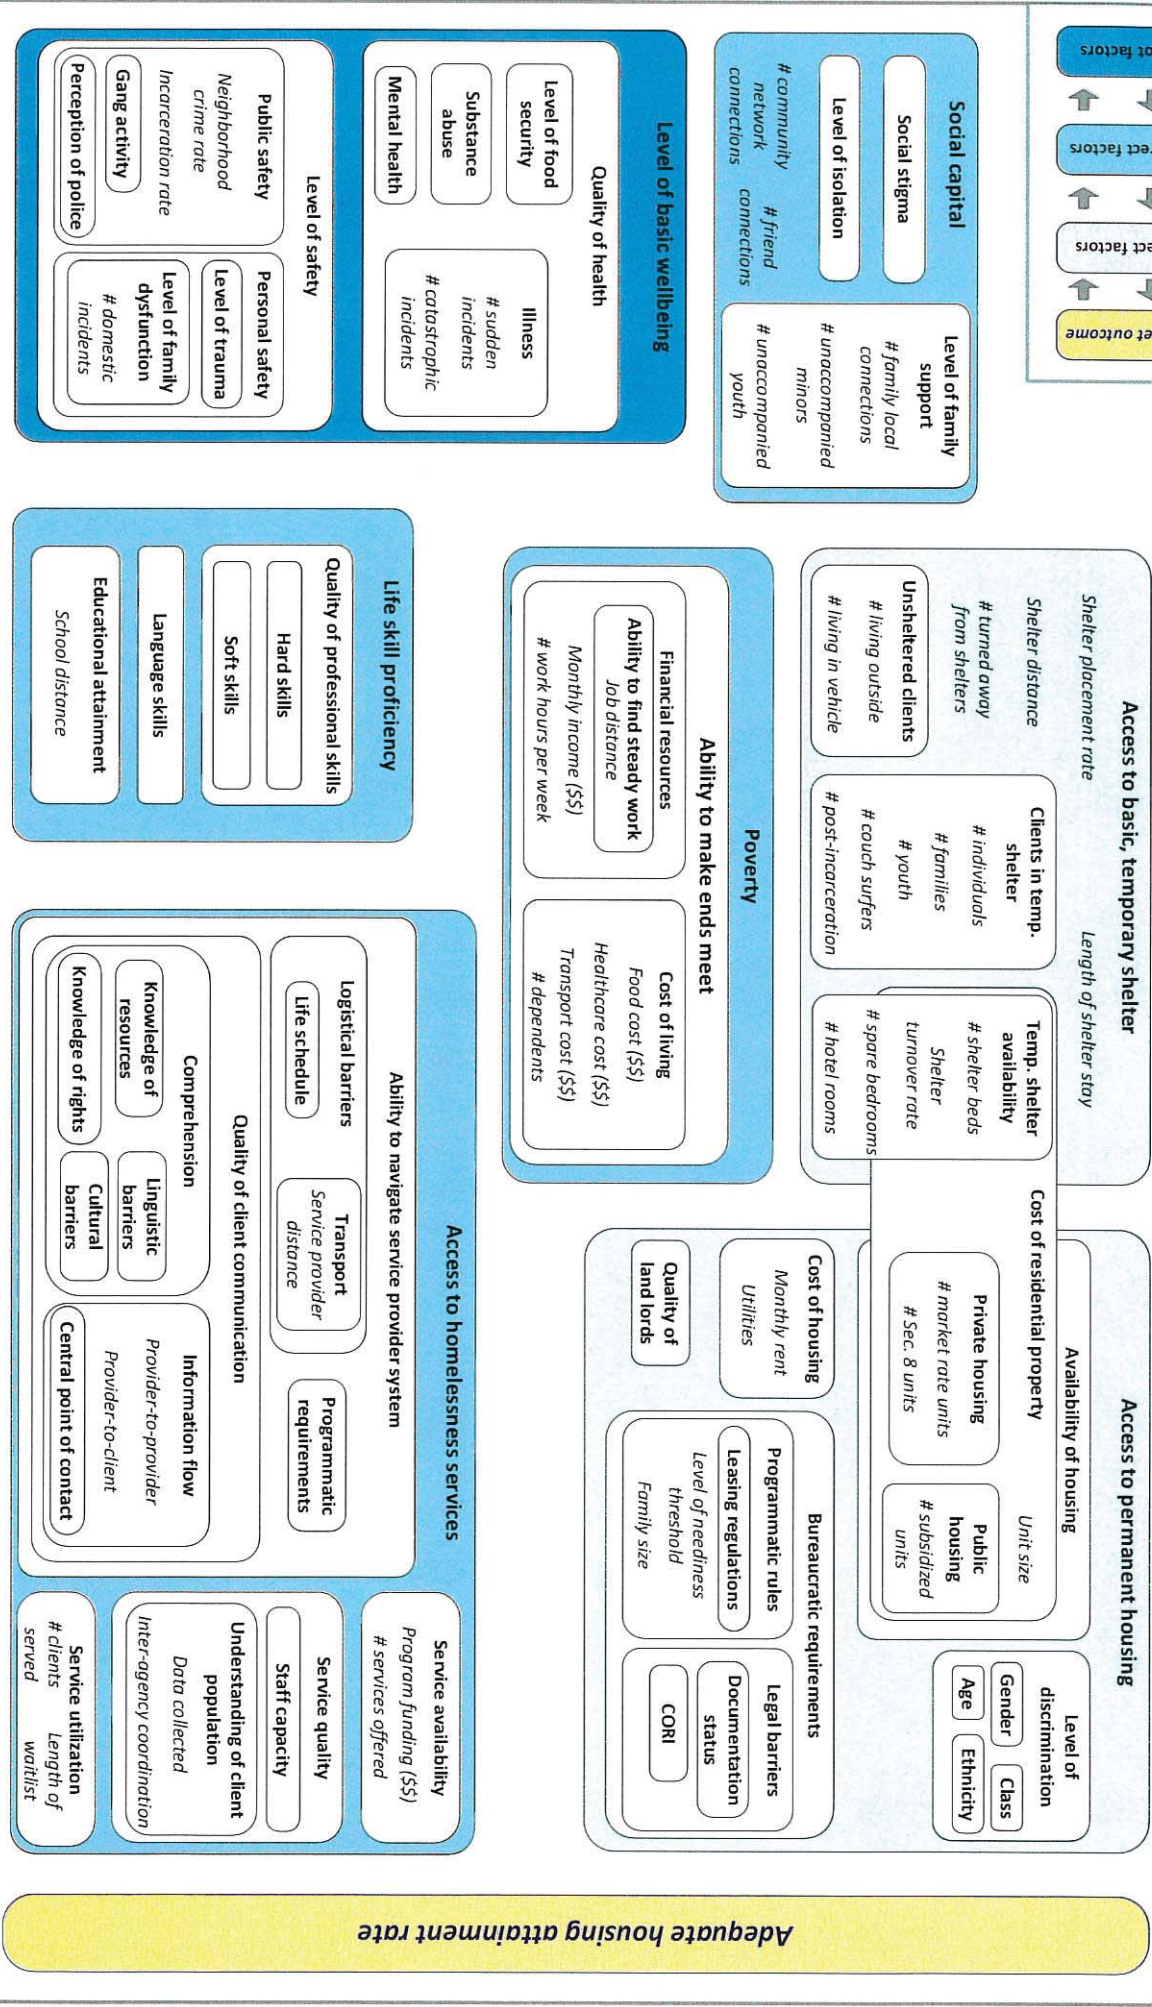 ot factors
rect factors
ect factors
et outcome
Access to basic, temporary shelter
Shelter placement rate
Length of shelter stay
Shelter distance
# turned away
from shelters
Unsheltered clients
# living outside
# living in vehicle
Clients in temp.
shelter
# individuals
# families
# youth
# couch surfers
# post-incarceration
Temp. shelter
availability
# shelter beds
Shelter
turnover rate
# spare bedrooms
# hotel rooms
Access to permanent housing
Availability of housing
Cost of residential property
Unit size
Private housing
# market rate units
# Sec. 8 units
Public
housing
# subsidized
units
Level of
discrimination
Gender
Class
Age
Ethnicity
Cost of housing
Monthly rent
Utilities
Quality of
land lords
Bureaucratic requirements
Programmatic rules
Leasing regulations
Level of neediness
threshold
Family size
Legal barriers
Documentation
status
CORI
Social capital
Social stigma
Level of isolation
# community
network
connections
# friend
connections
Level of family
support
# family local
connections
# unaccompanied
minors
# unaccompanied
youth
Poverty
Ability to make ends meet
Financial resources
Ability to find steady work
Job distance
Monthly income ($$)
# work hours per week
Cost of living
Food cost ($$)
Healthcare cost ($$)
Transport cost ($$)
# dependents
Level of basic wellbeing
Quality of health
Level of food
security
Substance
abuse
Mental health
Illness
# sudden
incidents
# catastrophic
incidents
Level of safety
Public safety
Neighborhood
crime rate
Incarceration rate
Gang activity
Perception of police
Personal safety
Level of trauma
Level of family
dysfunction
# domestic
incidents
Life skill proficiency
Quality of professional skills
Hard skills
Soft skills
Language skills
Educational attainment
School distance
Access to homelessness services
Ability to navigate service provider system
Logistical barriers
Life schedule
Transport
Service provider
distance
Programmatic
requirements
Quality of client communication
Comprehension
Knowledge of
resources
Knowledge of rights
Linguistic
barriers
Cultural
barriers
Information flow
Provider-to-provider
Provider-to-client
Central point of contact
Service availability
Program funding ($$)
# services offered
Service quality
Staff capacity
Understanding of client
population
Data collected
Inter-agency coordination
Service utilization
# clients
served
Length of
waitlist
Adequate housing attainment rate